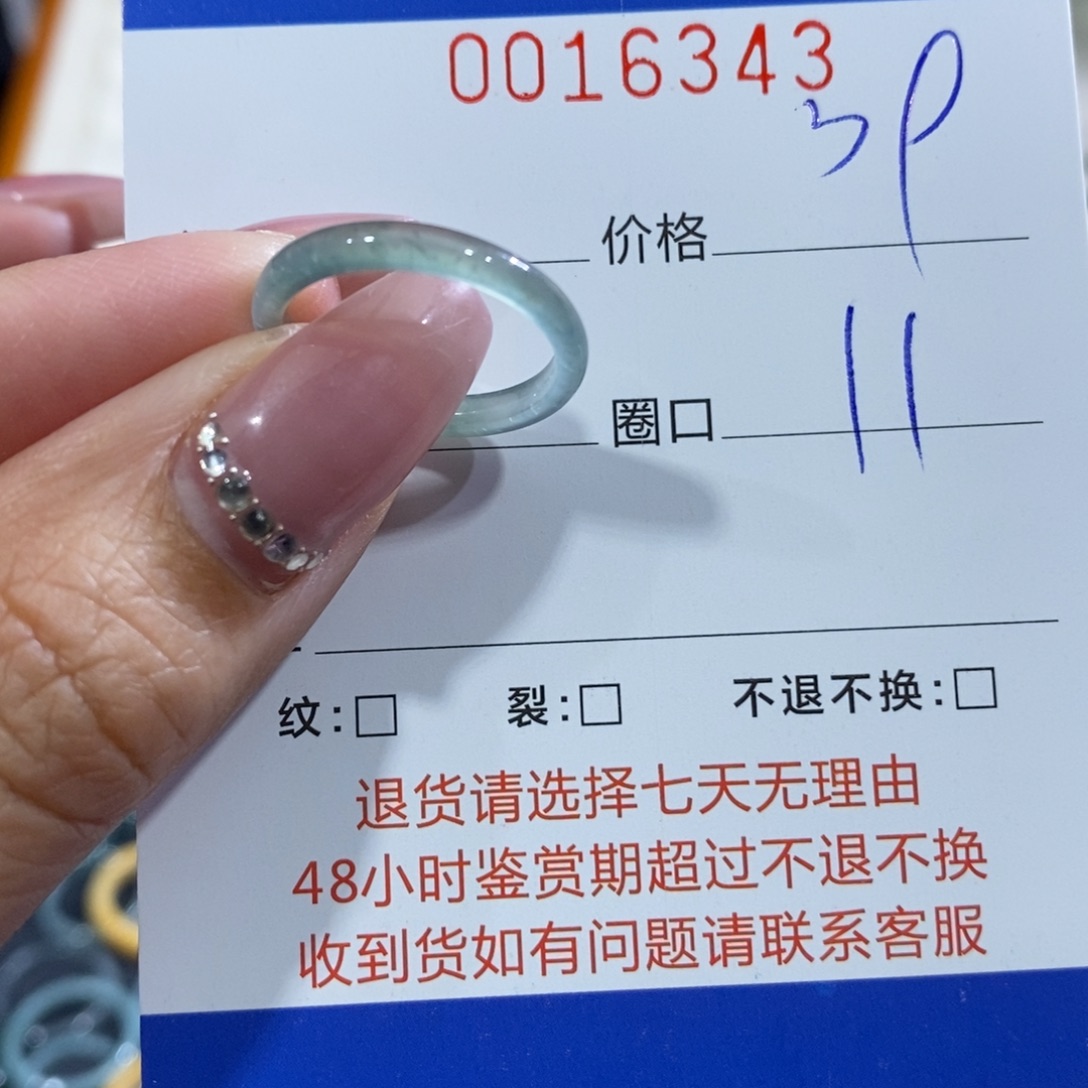 0016343
价格
圈口 11
纹:□ 裂:□ 不退不换:□
退货请选择七天无理由
48小时鉴赏期超过不退不换
收到货如有问题请联系客服